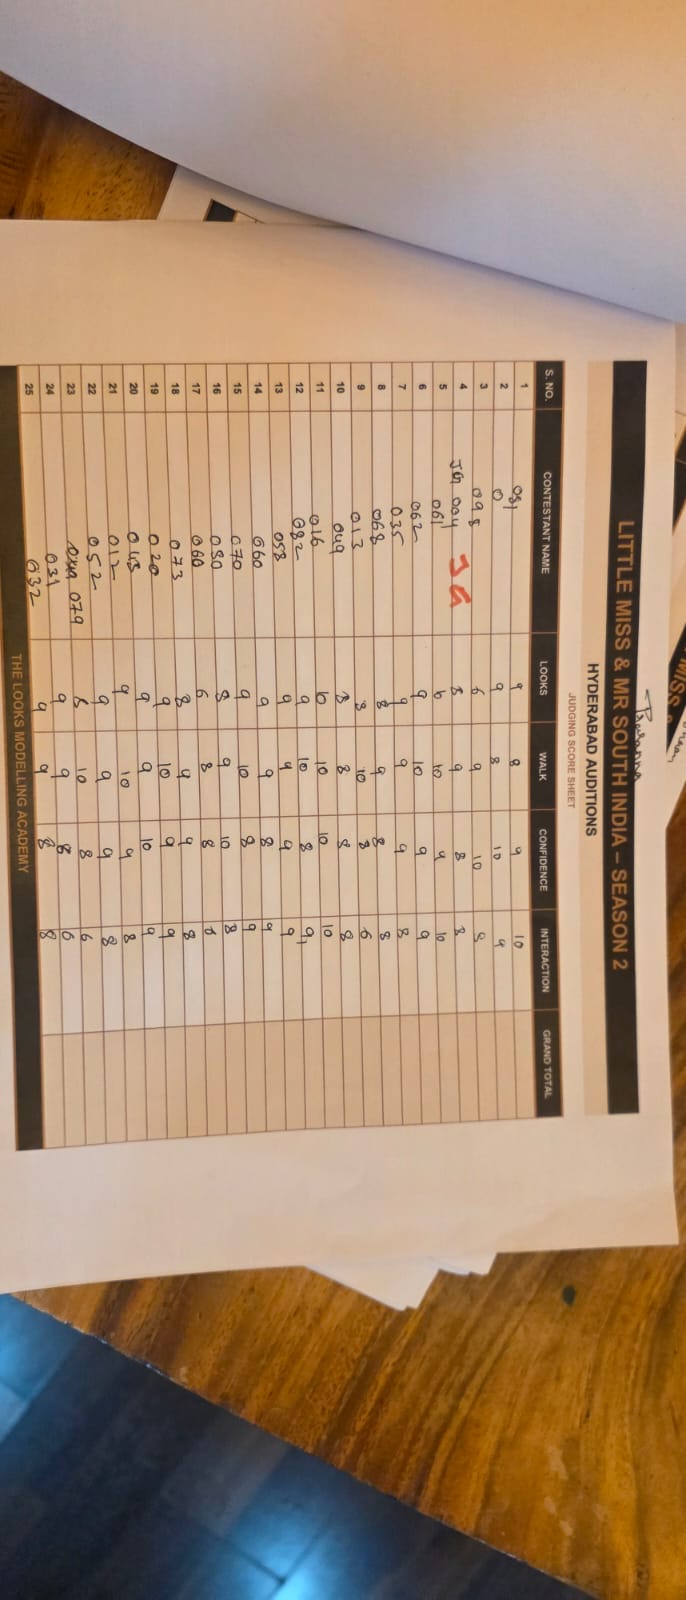 LITTLE MISS & MR SOUTH INDIA – SEASON 2
HYDERABAD AUDITIONS
JUDGING SCORE SHEET
S. NO. CONTESTANT NAME LOOKS WALK CONFIDENCE INTERACTION GRAND TOTAL
1 081 9 8 9 10
2 0 9 8 10 9
3 098 6 9 10 8
4 JG 004 JG 8 9 8 8
5 061 6 10 9 10
6 062 9 10 9 9
7 035 9 9 9 8
8 068 8 9 8 8
9 013 8 10 8 6
10 049 8 8 8 8
11 016 10 10 10 10
12 082 9 10 8 9
13 058 9 9 9 9
14 060 9 9 8 9
15 070 9 10 8 9
16 030 8 9 10 8
17 060 6 8 8
18 073 8 9 9 8
19 020 9 10 9 9
20 043 9 9 10 9
21 012 9 10 9 8
22 052 9 9 9 8
23 079 8 10 8 6
24 031 9 9 8 6
25 032 9 9 8 8
THE LOOKS MODELLING ACADEMY